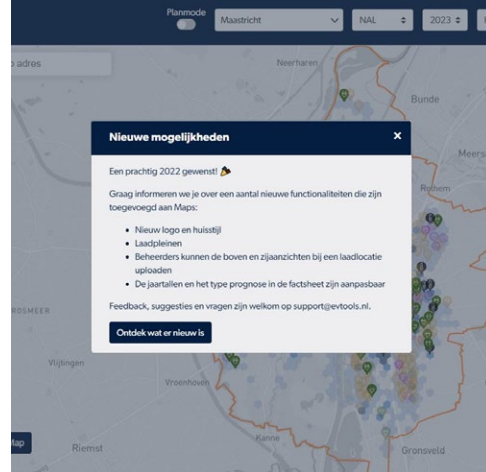 Planmode
Maastricht
NAL
2023
adres
Neerharen
Bunde
Nieuwe mogelijkheden
×
Meers
Een prachtig 2022 gewenst!
Graag informeren we je over een aantal nieuwe functionaliteiten die zijn
toegevoegd aan Maps:
• Nieuw logo en huisstijl
• Laadpleinen
• Beheerders kunnen de boven en zijaanzichten bij een laadlocatie
uploaden
• De jaartallen en het type prognose in de factsheet zijn aanpasbaar
Feedback, suggesties en vragen zijn welkom op support@evtools.nl.
Ontdek wat er nieuw is
Rothem
ROSMEER
Vlijtingen
Vroenhoven
Kanne
Map
Riemst
Gronsveld